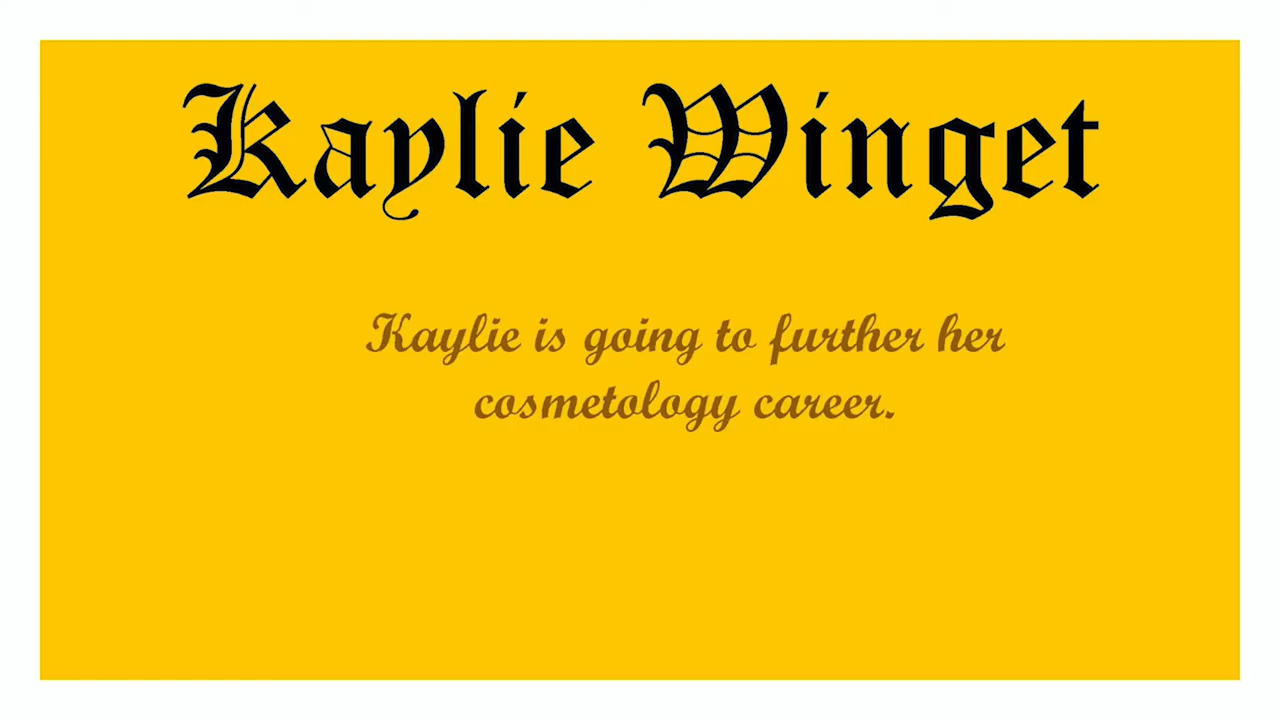 Kaylie Winget
Kaylie is going to further her
cosmetology career.